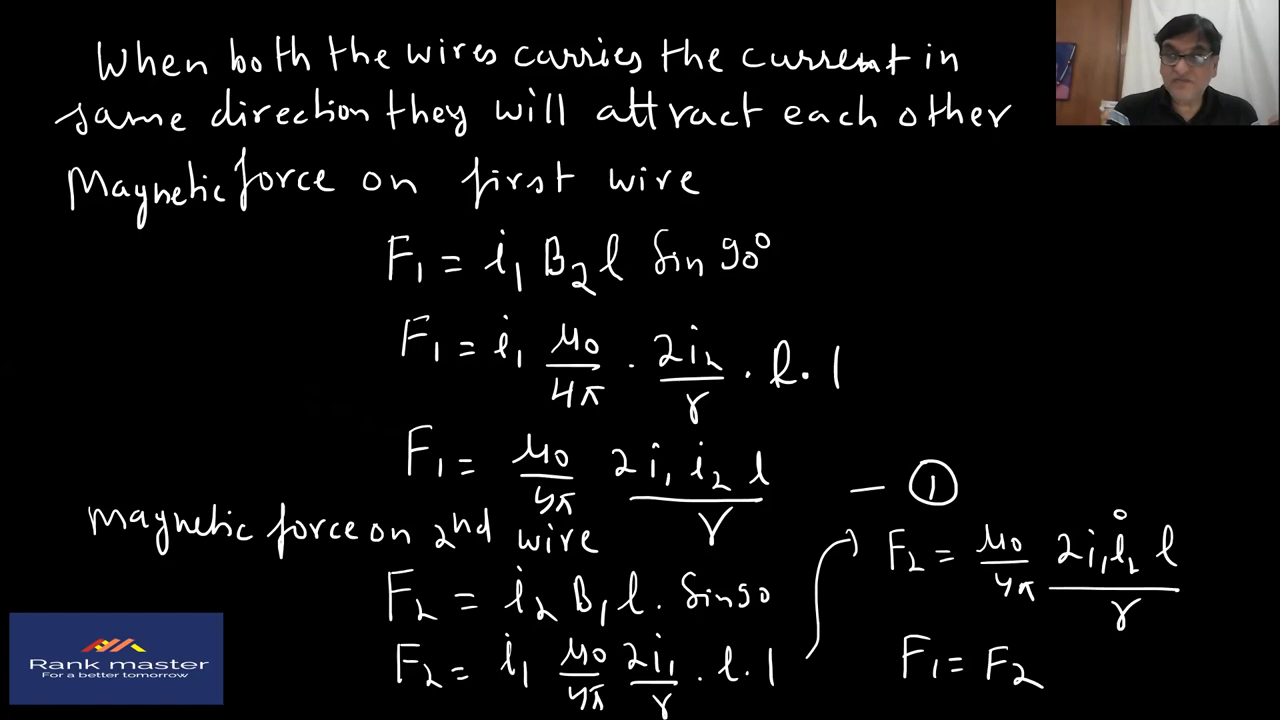 When both the wires carries the current in
same direction they will attract each other
Magnetic force on first wire
F₁ = i₁ B₂ l Sin 90°
F₁ = i₁ μ₀/4π · 2i₂/r · l · 1
F₁ = μ₀/4π 2i₁ i₂ l/r — ①
Magnetic force on 2nd wire
F₂ = i₂ B₁ l · Sin 90
F₂ = i₁ μ₀/4π 2i₁/r · l · 1
F₂ = μ₀/4π 2i₁ i₂ l/r
F₁ = F₂
Rank master
For a better tomorrow